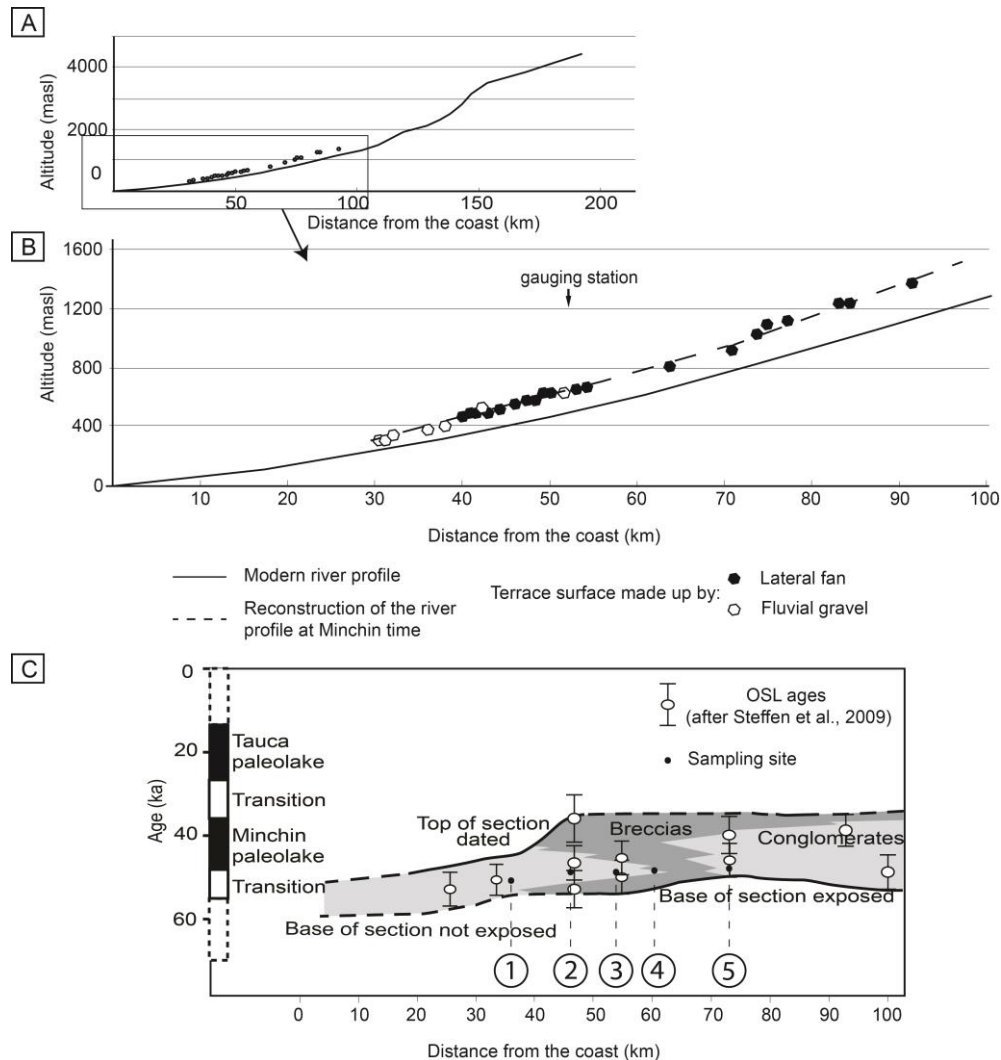 A
Altitude (masl)
4000
2000
0
50
100
150
200
Distance from the coast (km)
B
Altitude (masl)
1600
1200
800
400
0
gauging station
10
20
30
40
50
60
70
80
90
100
Distance from the coast (km)
Modern river profile
Reconstruction of the river
profile at Minchin time
Terrace surface made up by:
Lateral fan
Fluvial gravel
C
Age (ka)
0
20
40
60
Tauca
paleolake
Transition
Minchin
paleolake
Transition
OSL ages
(after Steffen et al., 2009)
Sampling site
Top of section
dated
Breccias
Conglomerates
Base of section exposed
Base of section not exposed
1
2
3
4
5
0
10
20
30
40
50
60
70
80
90
100
Distance from the coast (km)